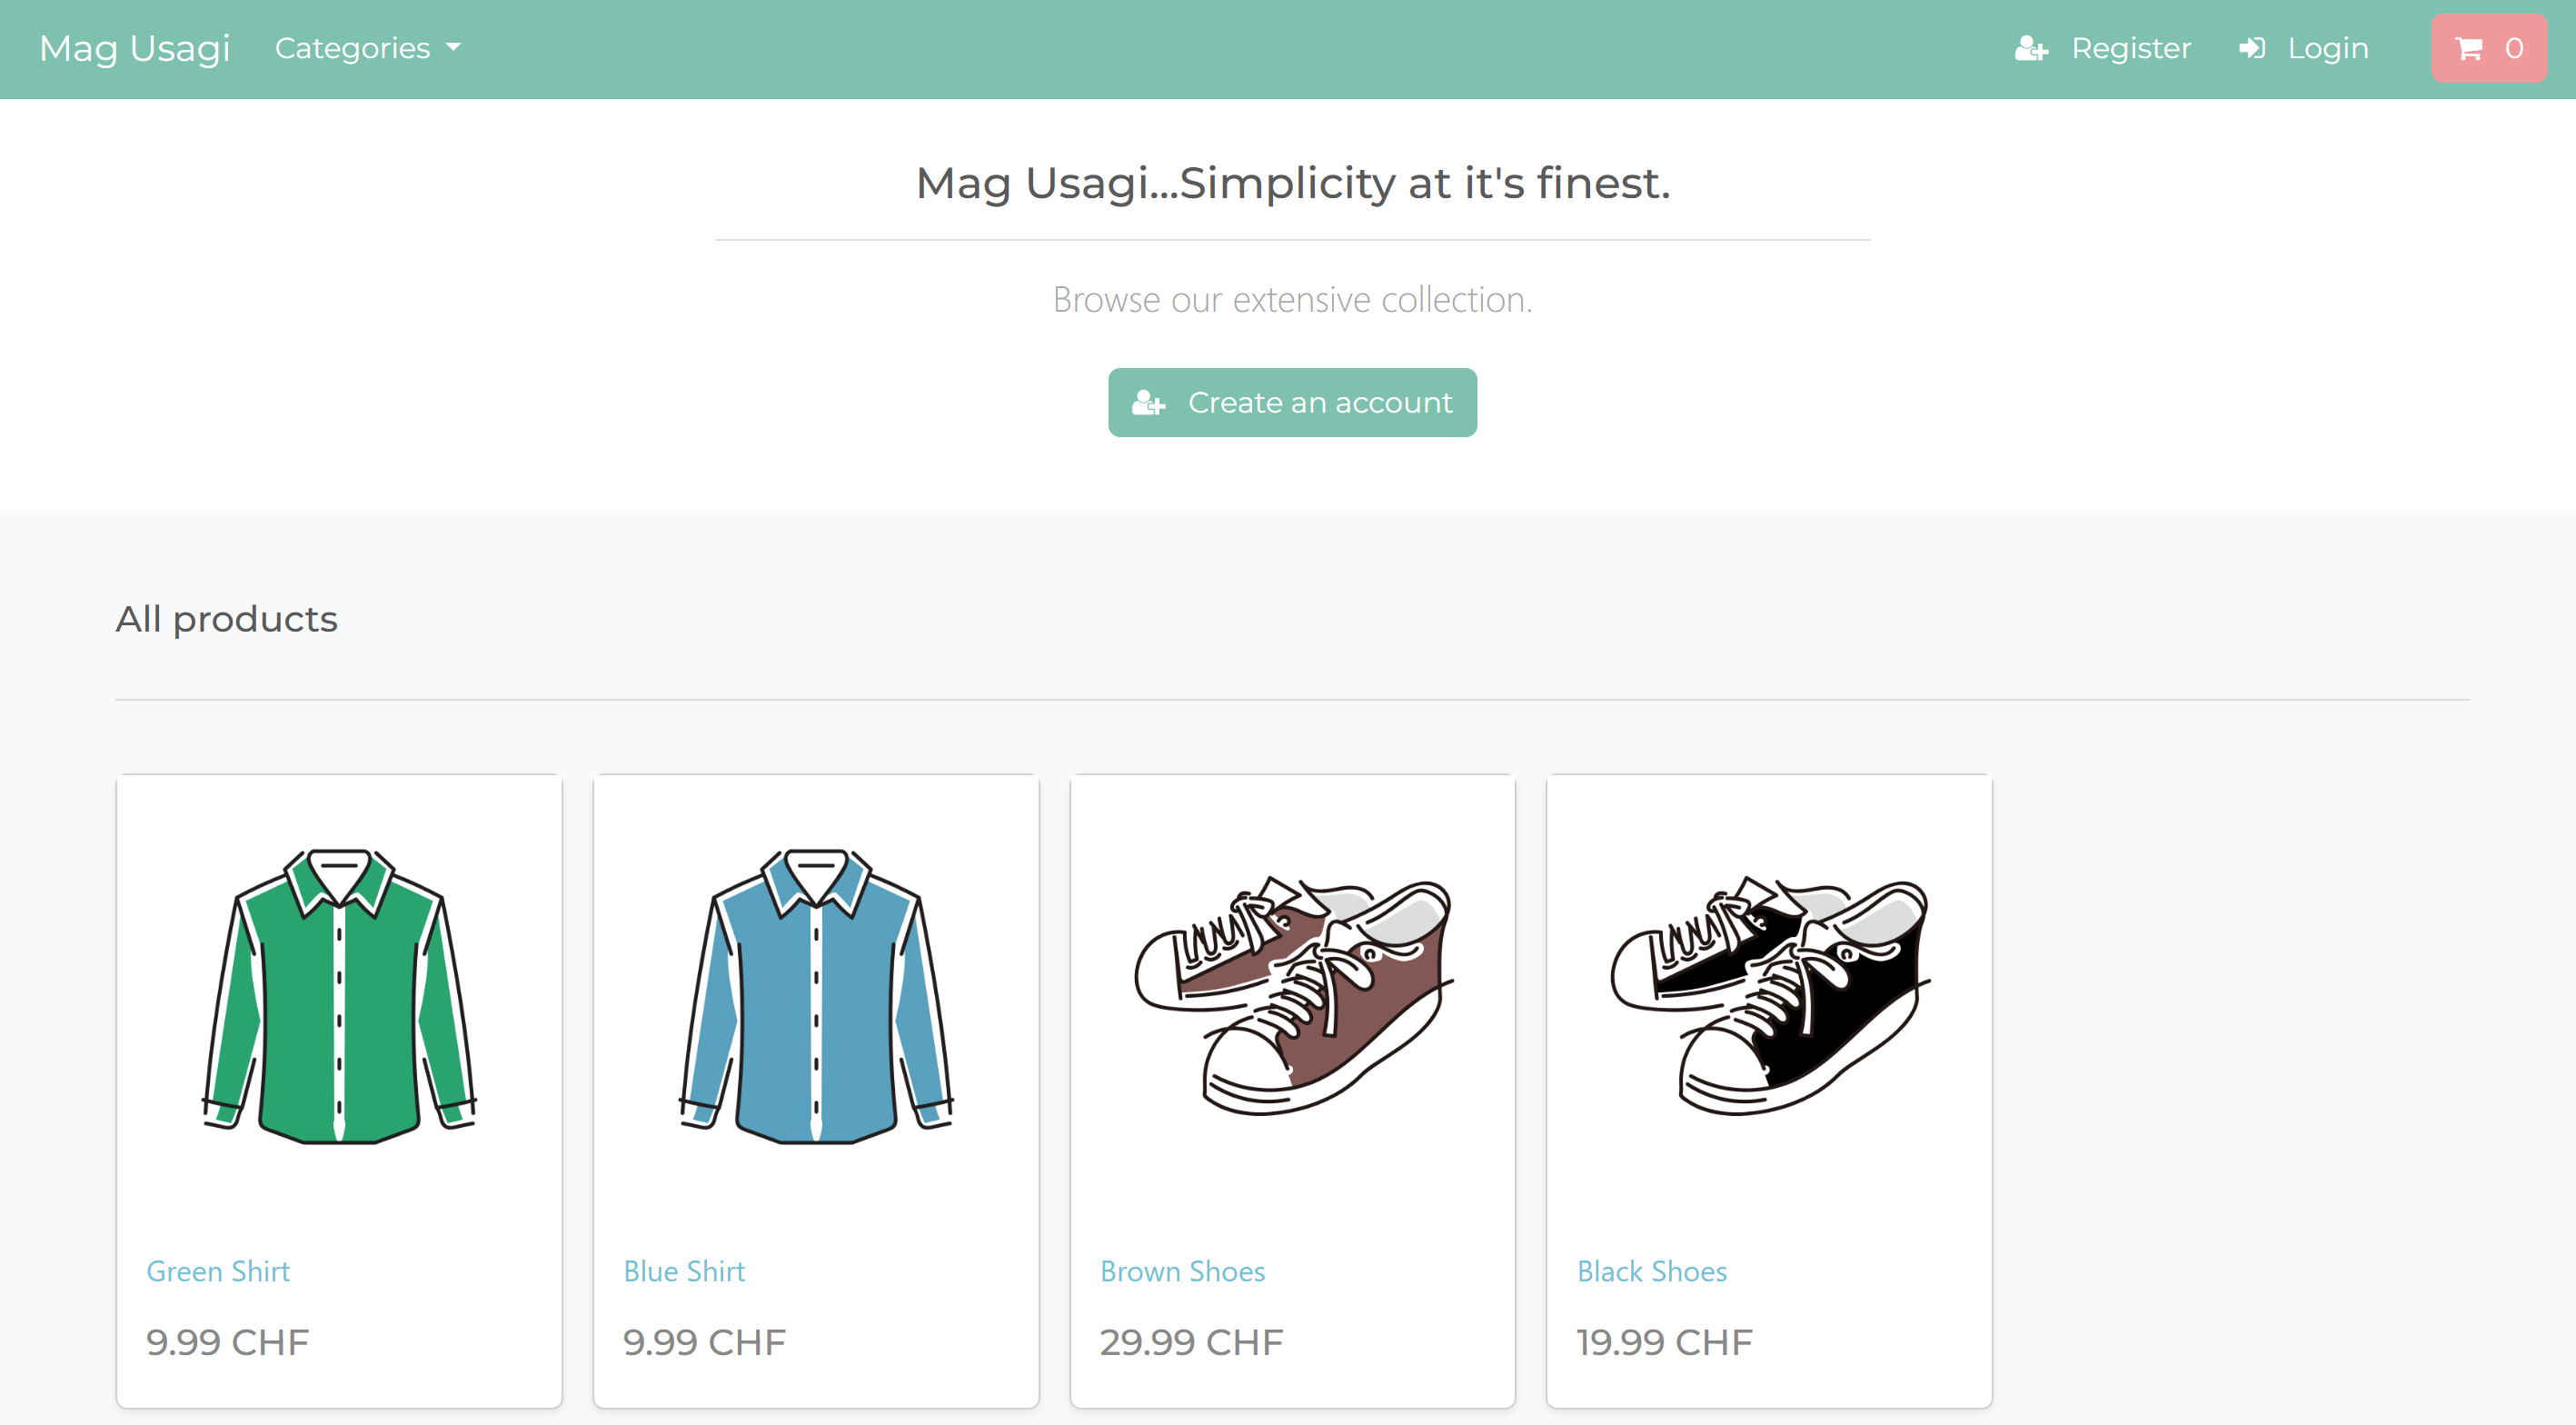 Mag Usagi Categories Register Login 0
Mag Usagi...Simplicity at it's finest.
Browse our extensive collection.
Create an account
All products
Green Shirt
9.99 CHF
Blue Shirt
9.99 CHF
Brown Shoes
29.99 CHF
Black Shoes
19.99 CHF